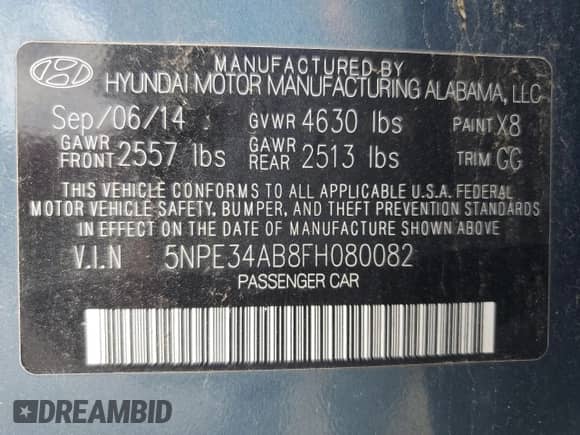 MANUFACTURED BY
HYUNDAI MOTOR MANUFACTURING ALABAMA, LLC
Sep/06/14 GVWR 4630 lbs PAINT X8
GAWR FRONT 2557 lbs GAWR REAR 2513 lbs TRIM GG
THIS VEHICLE CONFORMS TO ALL APPLICABLE U.S.A. FEDERAL
MOTOR VEHICLE SAFETY, BUMPER, AND THEFT PREVENTION STANDARDS
IN EFFECT ON THE DATE OF MANUFACTURE SHOWN ABOVE.
V.I.N 5NPE34AB8FH080082
PASSENGER CAR
DREAMBID